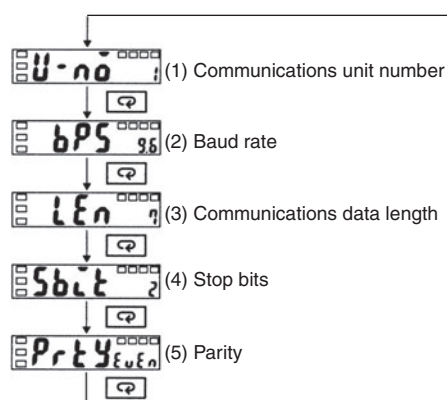 U-no 1 (1) Communications unit number
bPS 9.6 (2) Baud rate
LEn 7 (3) Communications data length
Sbit 2 (4) Stop bits
PrtY EuEn (5) Parity